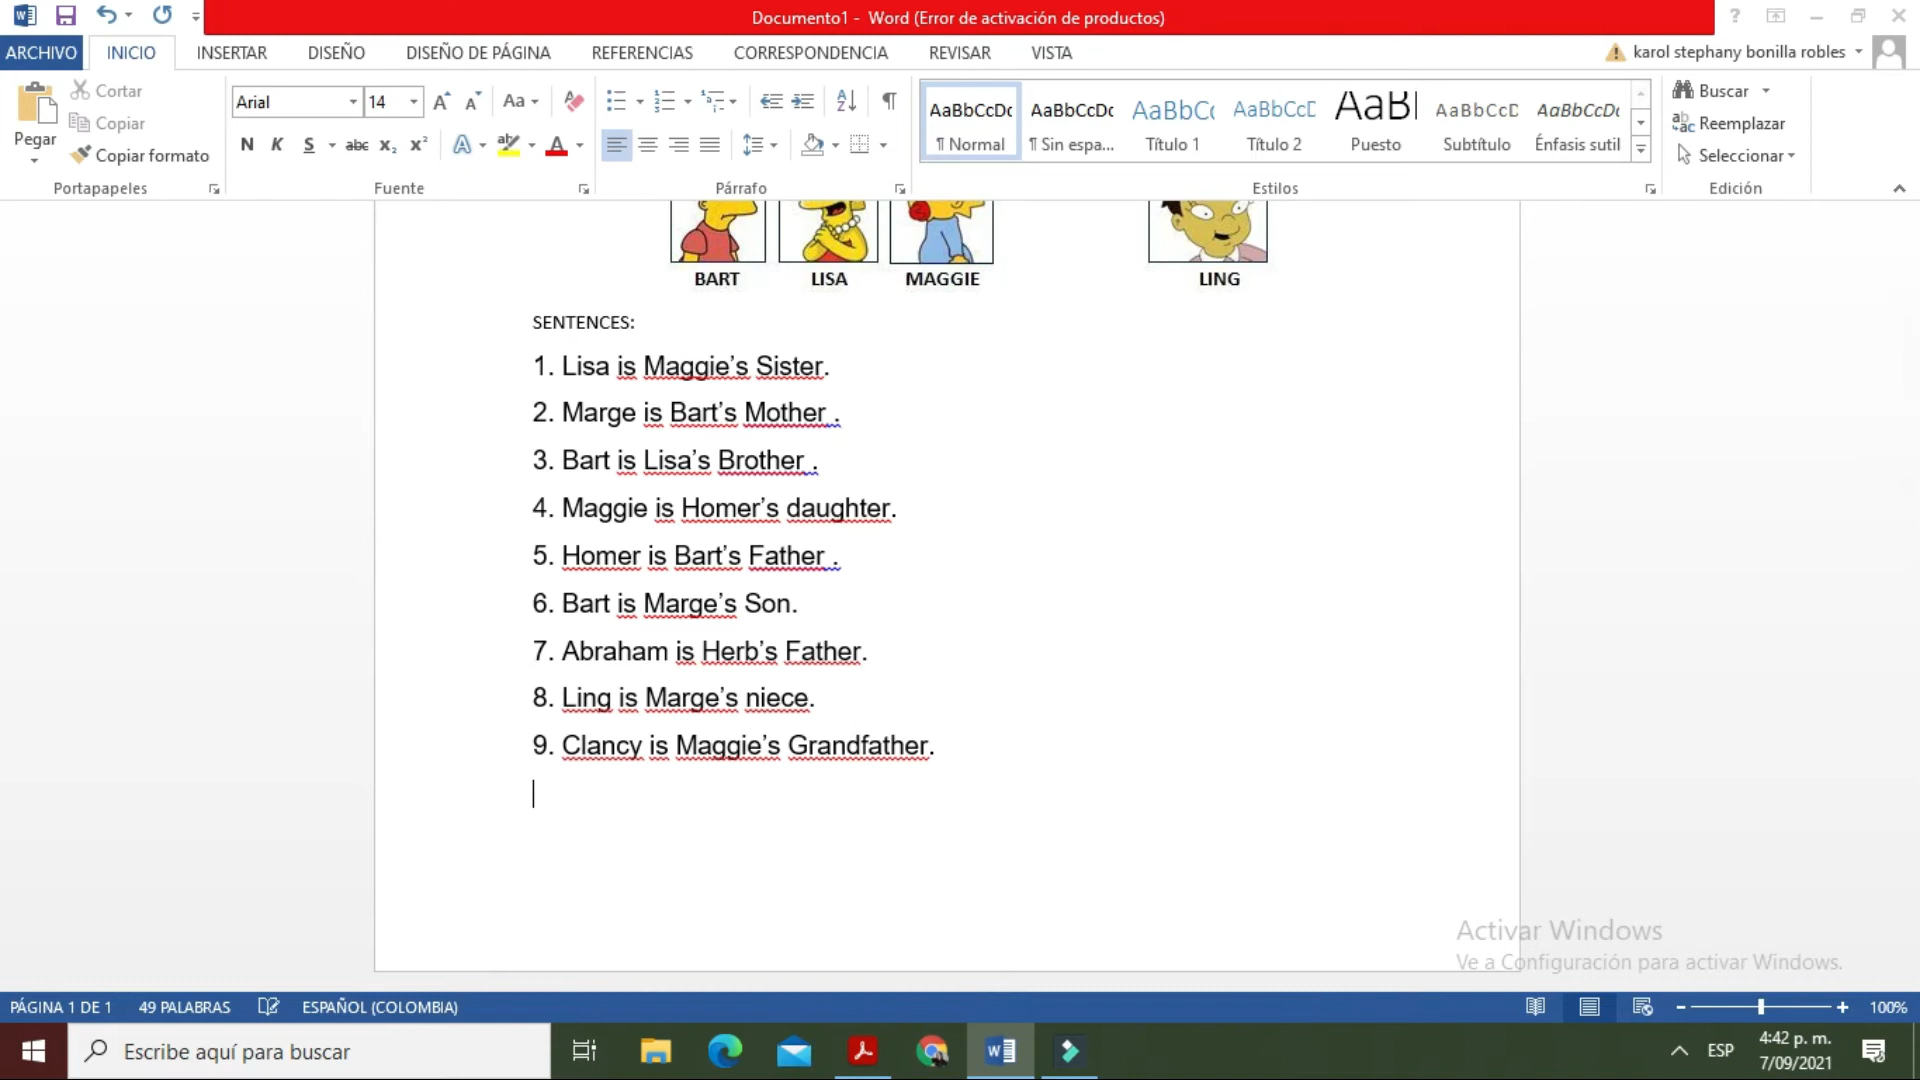 Documento1 - Word (Error de activación de productos)
ARCHIVO INICIO INSERTAR DISEÑO DISEÑO DE PÁGINA REFERENCIAS CORRESPONDENCIA REVISAR VISTA karol stephany bonilla robles
Pegar Cortar Copiar Copiar formato
Arial 14 Aa
N K S abc x₂ x² A ab A
AaBbCcDc AaBbCcDc AaBbC AaBbCcD AaB AaBbCcD AaBbCcDc
¶ Normal ¶ Sin espa... Título 1 Título 2 Puesto Subtítulo Énfasis sutil
Buscar
Reemplazar
Seleccionar
Portapapeles Fuente Párrafo Estilos Edición
BART LISA MAGGIE LING
SENTENCES:
1. Lisa is Maggie’s Sister.
2. Marge is Bart’s Mother .
3. Bart is Lisa’s Brother .
4. Maggie is Homer’s daughter.
5. Homer is Bart’s Father .
6. Bart is Marge’s Son.
7. Abraham is Herb’s Father.
8. Ling is Marge’s niece.
9. Clancy is Maggie’s Grandfather.
Activar Windows
Ve a Configuración para activar Windows.
PÁGINA 1 DE 1 49 PALABRAS ESPAÑOL (COLOMBIA) 100%
Escribe aquí para buscar ESP 4:42 p. m.
7/09/2021